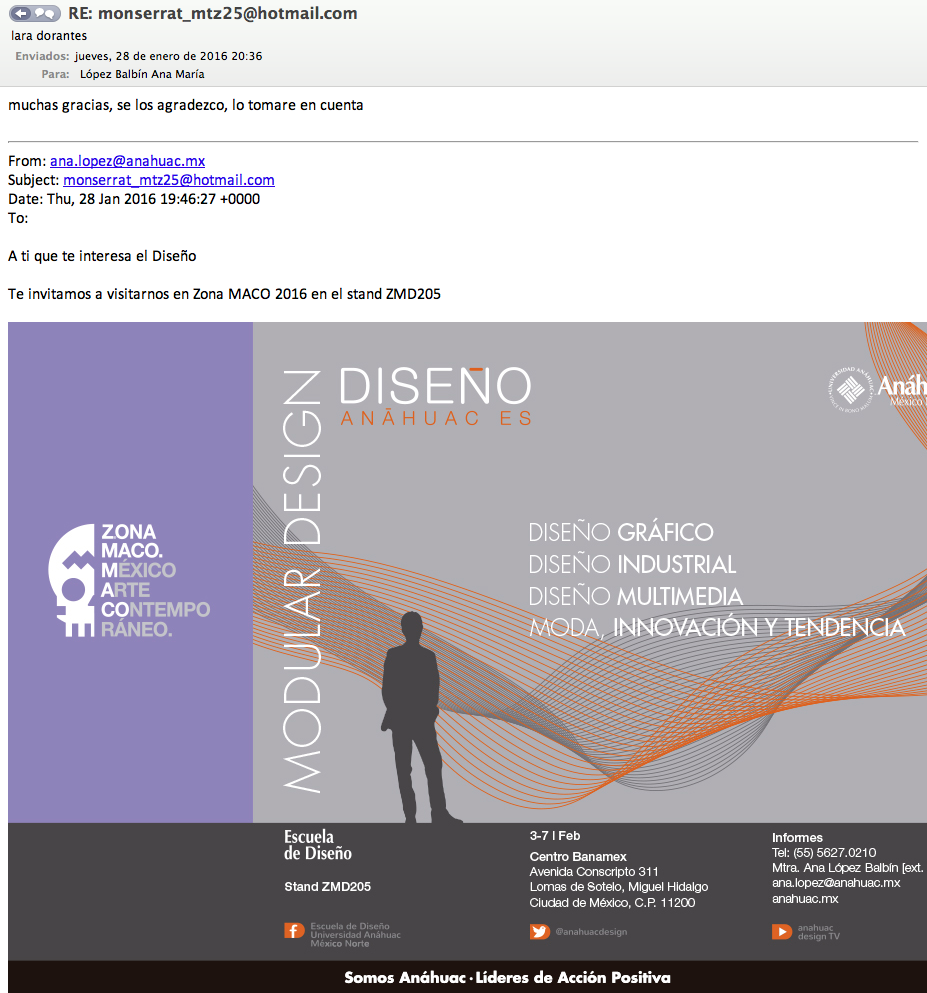 RE: monserrat_mtz25@hotmail.com
lara dorantes
Enviados: jueves, 28 de enero de 2016 20:36
Para: López Balbín Ana María
muchas gracias, se los agradezco, lo tomare en cuenta
From: ana.lopez@anahuac.mx
Subject: monserrat_mtz25@hotmail.com
Date: Thu, 28 Jan 2016 19:46:27 +0000
To:
A ti que te interesa el Diseño
Te invitamos a visitarnos en Zona MACO 2016 en el stand ZMD205
MODULAR DESIGN
DISEÑO
ANÁHUAC ES
Anáh
México
ZONA
MACO.
MÉXICO
ARTE
CONTEMPO
RÁNEO.
DISEÑO GRÁFICO
DISEÑO INDUSTRIAL
DISEÑO MULTIMEDIA
MODA, INNOVACIÓN Y TENDENCIA
Escuela
de Diseño
Stand ZMD205
Escuela de Diseño
Universidad Anáhuac
México Norte
3-7 | Feb
Centro Banamex
Avenida Conscripto 311
Lomas de Sotelo, Miguel Hidalgo
Ciudad de México, C.P. 11200
@anahuacdesign
Informes
Tel: (55) 5627.0210
Mtra. Ana López Balbín [ext.
ana.lopez@anahuac.mx
anahuac.mx
anahuac
design TV
Somos Anáhuac · Líderes de Acción Positiva